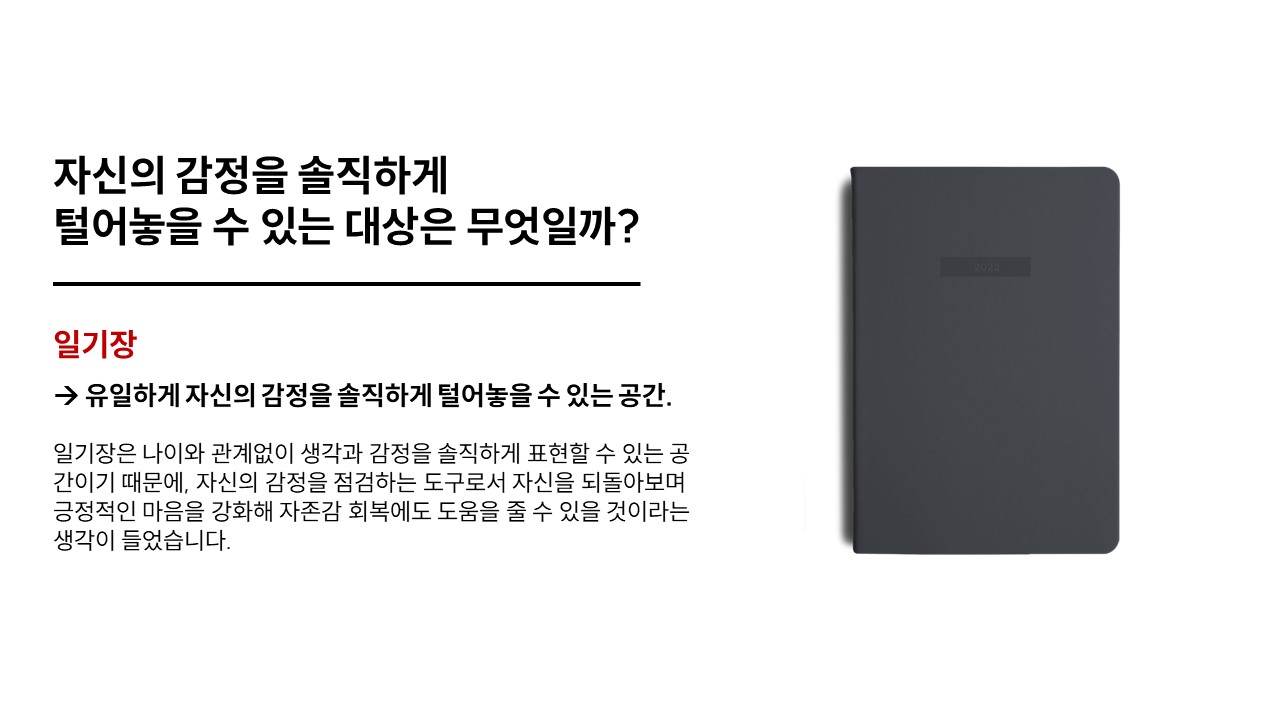 자신의 감정을 솔직하게
털어놓을 수 있는 대상은 무엇일까?
일기장
→ 유일하게 자신의 감정을 솔직하게 털어놓을 수 있는 공간.
일기장은 나이와 관계없이 생각과 감정을 솔직하게 표현할 수 있는 공
간이기 때문에, 자신의 감정을 점검하는 도구로서 자신을 되돌아보며
긍정적인 마음을 강화해 자존감 회복에도 도움을 줄 수 있을 것이라는
생각이 들었습니다.
2022